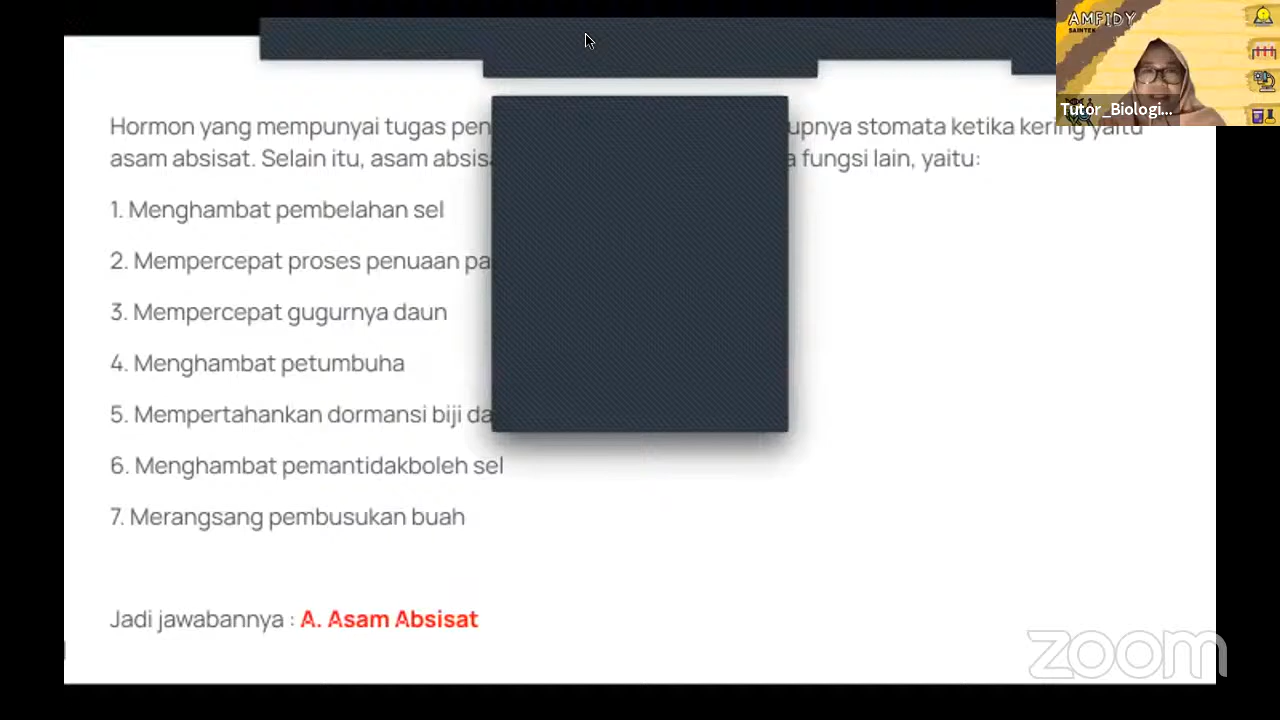 AMFIDY
SAINTEK
Tutor_Biologi...
Hormon yang mempunyai tugas pen upnya stomata ketika kering yaitu
asam absisat. Selain itu, asam absis a fungsi lain, yaitu:
1. Menghambat pembelahan sel
2. Mempercepat proses penuaan pa
3. Mempercepat gugurnya daun
4. Menghambat petumbuha
5. Mempertahankan dormansi biji da
6. Menghambat pemantidakboleh sel
7. Merangsang pembusukan buah
Jadi jawabannya : A. Asam Absisat
zoom